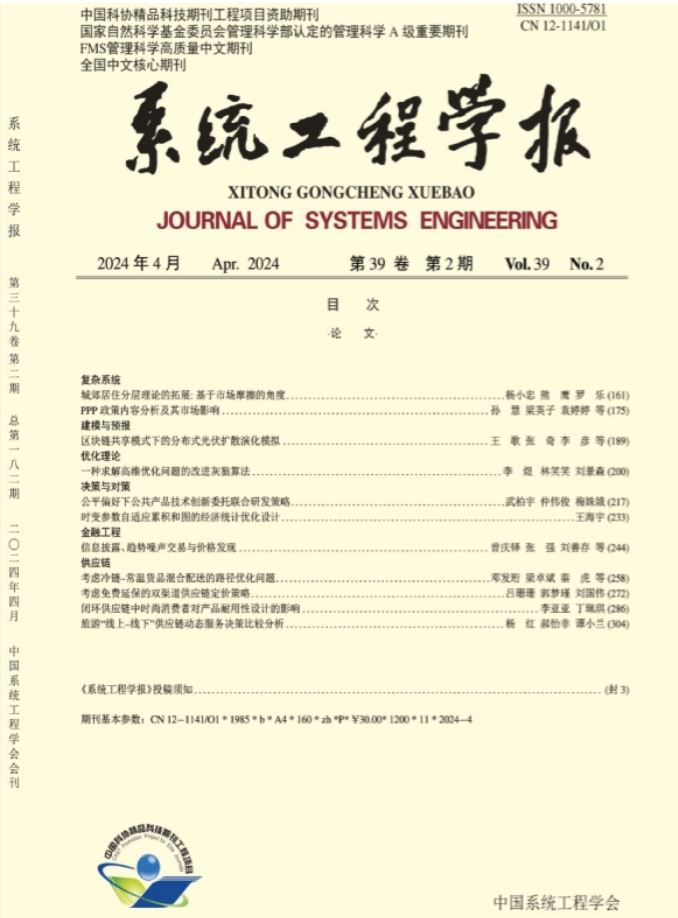 中国科协精品科技期刊工程项目资助期刊
国家自然科学基金委员会管理科学部认定的管理科学 A 级重要期刊
FMS管理科学高质量中文期刊
全国中文核心期刊
ISSN 1000-5781
CN 12-1141/O1
系统工程学报
XITONG GONGCHENG XUEBAO
JOURNAL OF SYSTEMS ENGINEERING
2024 年 4 月 Apr. 2024 第 39 卷 第 2 期 Vol. 39 No. 2
目 次
·论 文·
复杂系统
城郊居住分层理论的拓展: 基于市场摩擦的角度 杨小忠 熊 鹰 罗 乐 (161)
PPP 政策内容分析及其市场影响 孙 慧 梁英子 袁婷婷 等 (175)
建模与预报
区块链共享模式下的分布式光伏扩散演化模拟 王 歌 张 奇 李 彦 等 (189)
优化理论
一种求解高维优化问题的改进灰狼算法 李 煜 林笑笑 刘景森 (200)
决策与对策
公平偏好下公共产品技术创新委托联合研发策略 武柏宇 仲伟俊 梅姝娥 (217)
时变参数自适应累积和图的经济统计优化设计 王海宇 (233)
金融工程
信息披露、趋势噪声交易与价格发现 曾庆铎 张 强 刘善存 等 (244)
供应链
考虑冷链-常温货品混合配送的路径优化问题 邓发珩 梁卓斌 秦 虎 等 (258)
考虑免费延保的双渠道供应链定价策略 吕珊珊 郭梦瑾 刘国伟 (272)
闭环供应链中时尚消费者对产品耐用性设计的影响 李亚亚 丁珮琪 (286)
旅游“线上-线下”供应链动态服务决策比较分析 杨 红 郝怡非 谭小兰 (304)
《系统工程学报》投稿须知 (封 3)
期刊基本参数: CN 12-1141/O1 * 1985 * b * A4 * 160 * zh *P* ¥30.00* 1200 * 11 * 2024-4
中国科协精品科技期刊工程项目
中国系统工程学会
系统工程学报 第三十九卷 第二期 总第一八二期 二〇二四年四月 中国系统工程学会会刊